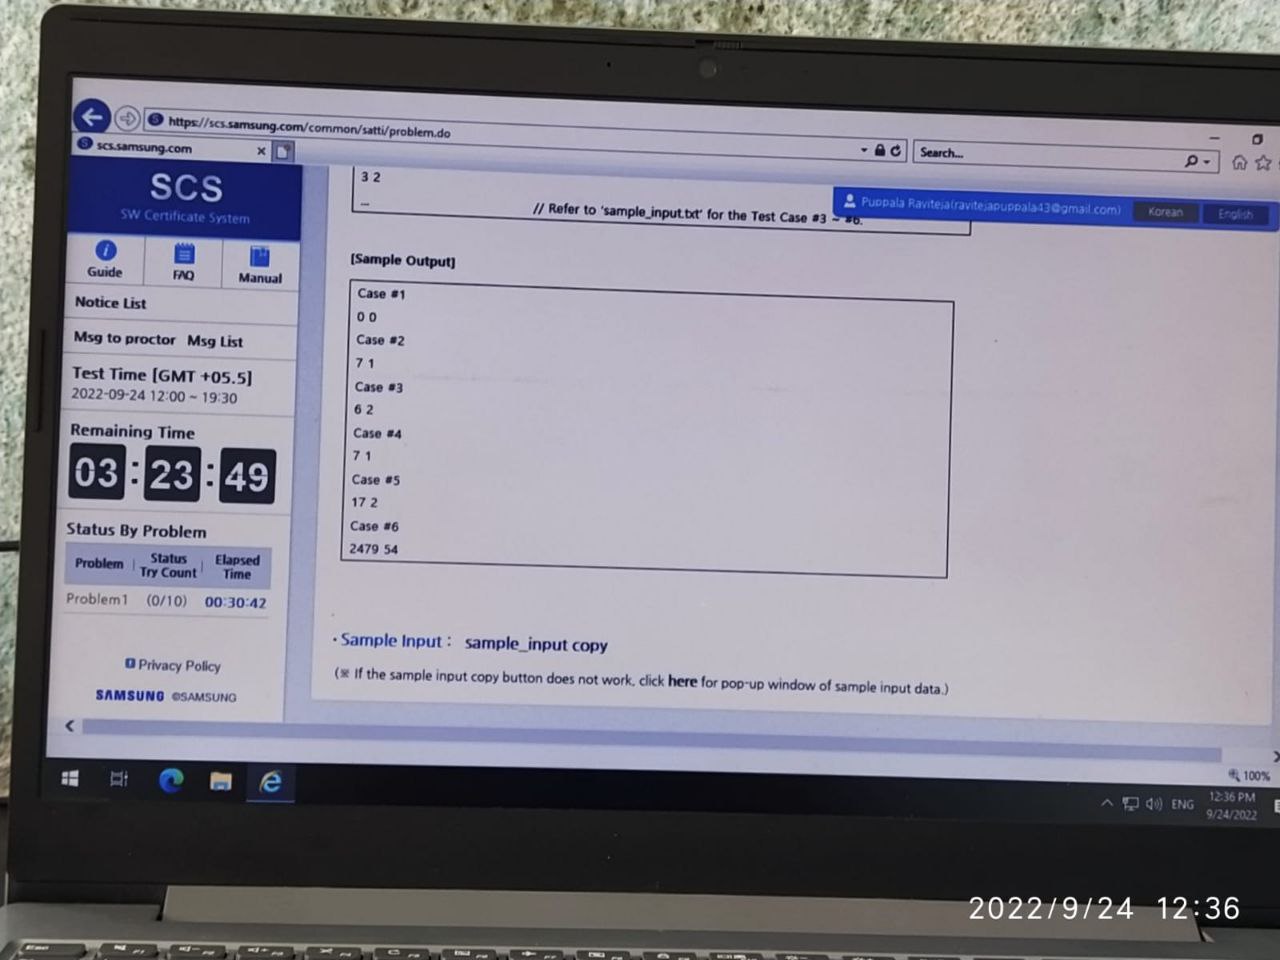 https://scs.samsung.com/common/satti/problem.do
Search...
scs.samsung.com
SCS
SW Certificate System
Guide
FAQ
Manual
Notice List
Msg to proctor Msg List
Test Time [GMT +05.5]
2022-09-24 12:00 ~ 19:30
Remaining Time
03:23:49
Status By Problem
Problem
Status
Try Count
Elapsed
Time
Problem1 (0/10) 00:30:42
Privacy Policy
SAMSUNG ©SAMSUNG
Puppala Raviteja(ravitejapuppala43@gmail.com)
Korean
English
3 2
...
// Refer to 'sample_input.txt' for the Test Case #3 ~ #6.
[Sample Output]
Case #1
0 0
Case #2
7 1
Case #3
6 2
Case #4
7 1
Case #5
17 2
Case #6
2479 54
· Sample Input : sample_input copy
(※ If the sample input copy button does not work, click here for pop-up window of sample input data.)
100%
ENG
12:36 PM
9/24/2022
2022/9/24 12:36